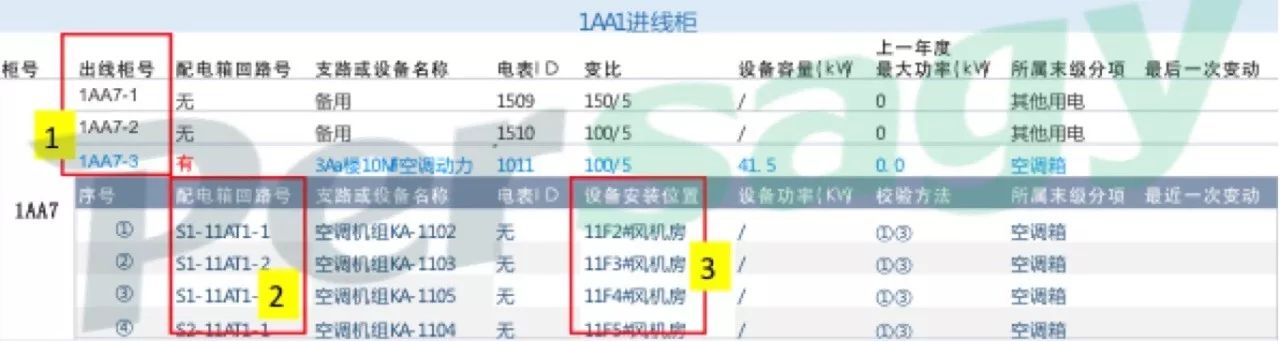 1AA1进线柜
柜号 出线柜号 配电箱回路号 支路或设备名称 电表ID 变比 设备容量(kW 上一年度最大功率(kW 所属末级分项 最后一次变动
1AA7-1 无 备用 1509 150/5 / 0 其他用电
1
1AA7-2 无 备用 1510 100/5 / 0 其他用电
1AA7-3 有 空调动力 1011 100/5 41.5 0.0 空调箱
1AA7 序号 配电箱回路号 支路或设备名称 电表ID 设备安装位置 设备功率(kW 校验方法 所属末级分项 最近一次变动
① S1-11AT1-1 空调机组KA-1102 无 11F2#风机房 / ①③ 空调箱
② S1-11AT1-2 空调机组KA-1103 无 11F3#风机房 / ①③ 空调箱
2 3
③ S1-11AT1- 空调机组KA-1105 无 11F4#风机房 / ①③ 空调箱
④ S2-11AT1-1 空调机组KA-1104 无 11F5#风机房 / ①③ 空调箱
Persagy